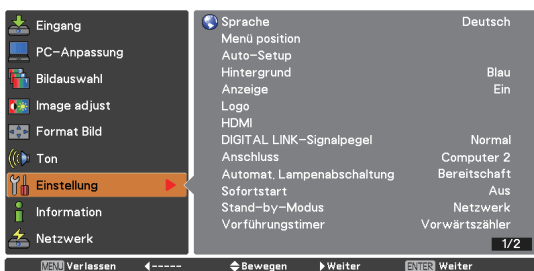 Eingang
PC-Anpassung
Bildauswahl
Image adjust
Format Bild
Ton
Einstellung
Information
Netzwerk
Sprache Deutsch
Menü position
Auto-Setup
Hintergrund Blau
Anzeige Ein
Logo
HDMI
DIGITAL LINK-Signalpegel Normal
Anschluss Computer 2
Automat. Lampenabschaltung Bereitschaft
Sofortstart Aus
Stand-by-Modus Netzwerk
Vorführungstimer Vorwärtszähler
1/2
MENU Verlassen ◀----- Bewegen ▶Weiter ENTER Weiter